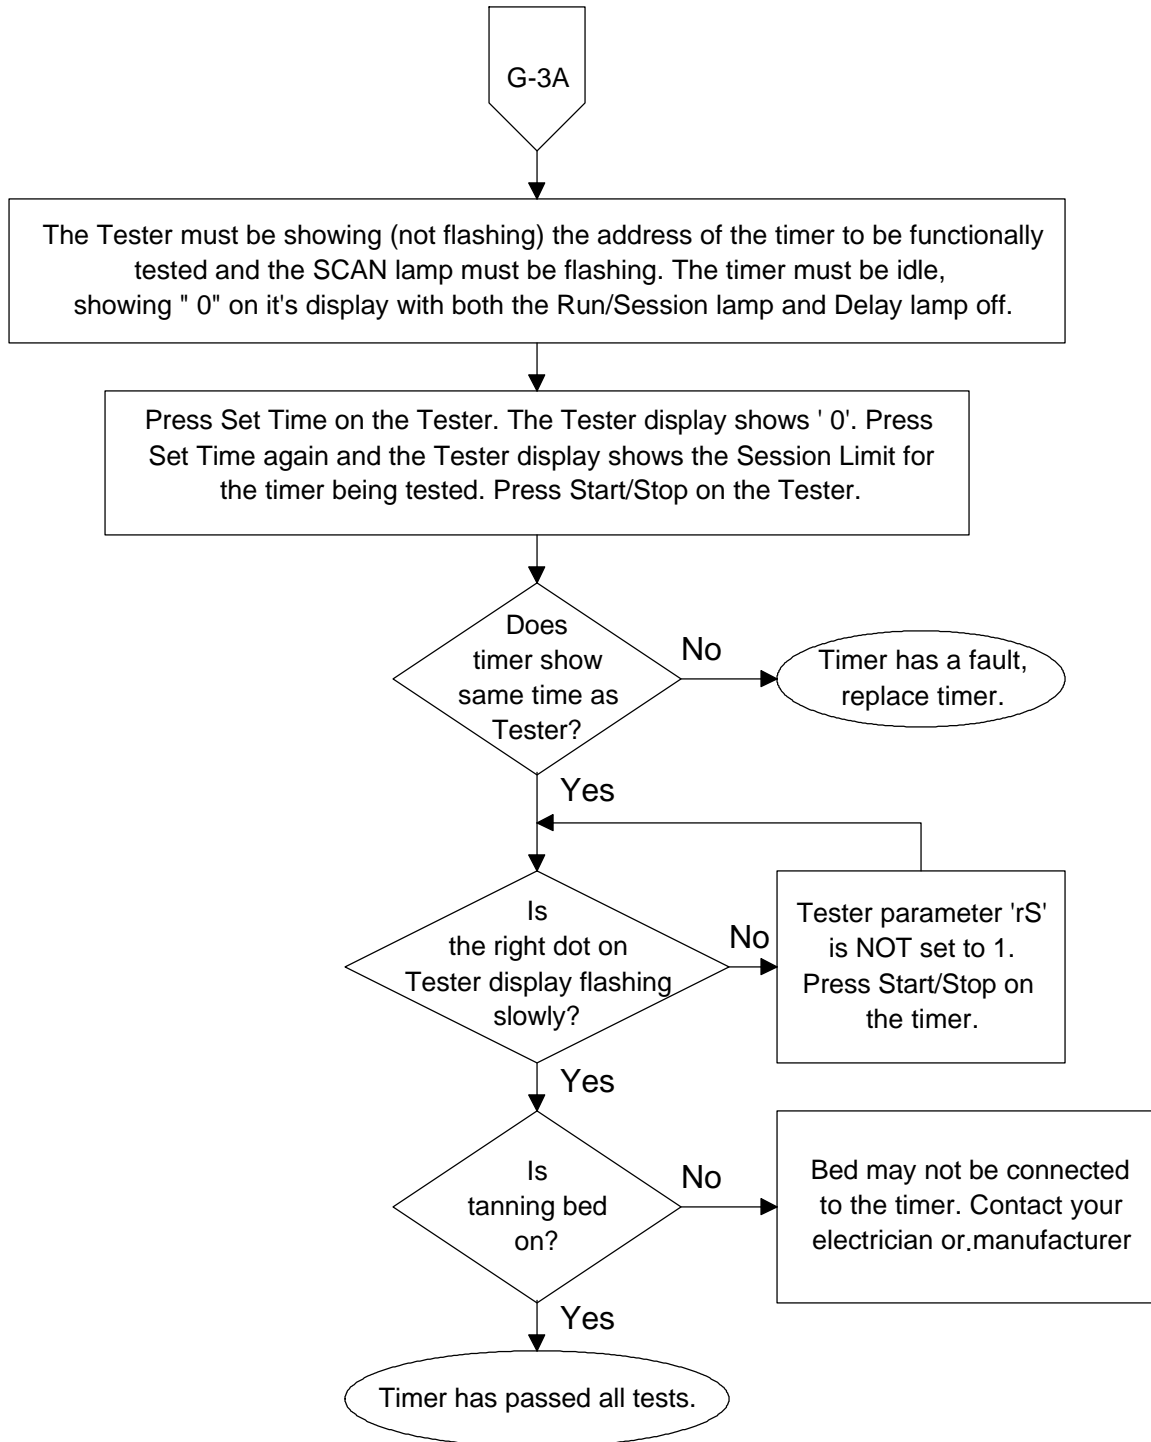 G-3A
The Tester must be showing (not flashing) the address of the timer to be functionally
tested and the SCAN lamp must be flashing. The timer must be idle,
showing " 0" on it's display with both the Run/Session lamp and Delay lamp off.
Press Set Time on the Tester. The Tester display shows ' 0'. Press
Set Time again and the Tester display shows the Session Limit for
the timer being tested. Press Start/Stop on the Tester.
Does
timer show
same time as
Tester?
No
Timer has a fault,
replace timer.
Yes
Is
the right dot on
Tester display flashing
slowly?
No
Tester parameter 'rS'
is NOT set to 1.
Press Start/Stop on
the timer.
Yes
Is
tanning bed
on?
No
Bed may not be connected
to the timer. Contact your
electrician or.manufacturer
Yes
Timer has passed all tests.